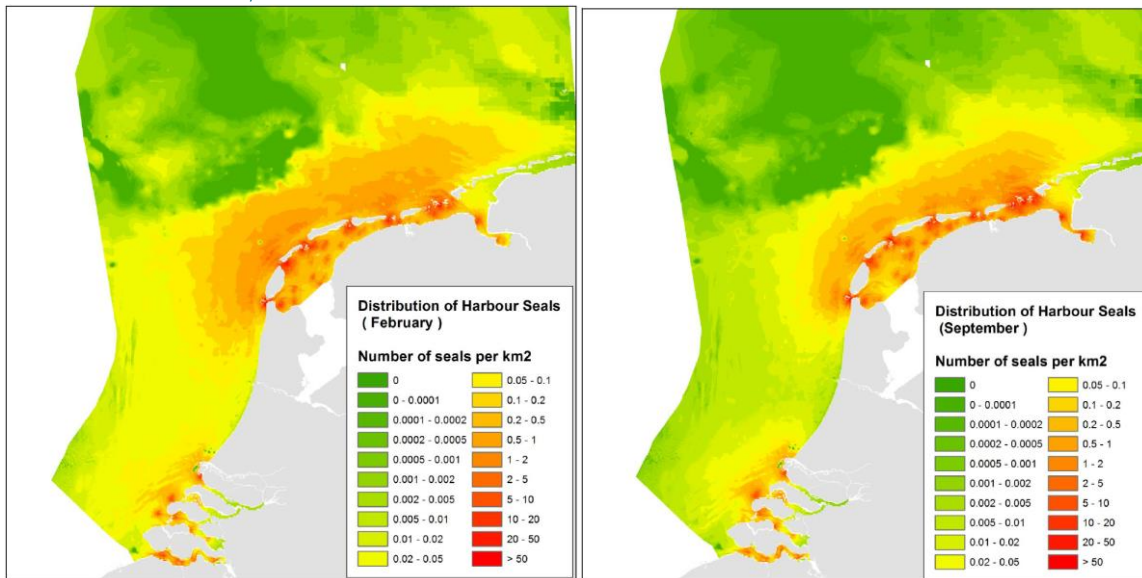 Distribution of Harbour Seals
( February )
Number of seals per km2
0
0 - 0.0001
0.0001 - 0.0002
0.0002 - 0.0005
0.0005 - 0.001
0.001 - 0.002
0.002 - 0.005
0.005 - 0.01
0.01 - 0.02
0.02 - 0.05
0.05 - 0.1
0.1 - 0.2
0.2 - 0.5
0.5 - 1
1 - 2
2 - 5
5 - 10
10 - 20
20 - 50
> 50
Distribution of Harbour Seals
(September )
Number of seals per km2
0
0 - 0.0001
0.0001 - 0.0002
0.0002 - 0.0005
0.0005 - 0.001
0.001 - 0.002
0.002 - 0.005
0.005 - 0.01
0.01 - 0.02
0.02 - 0.05
0.05 - 0.1
0.1 - 0.2
0.2 - 0.5
0.5 - 1
1 - 2
2 - 5
5 - 10
10 - 20
20 - 50
> 50